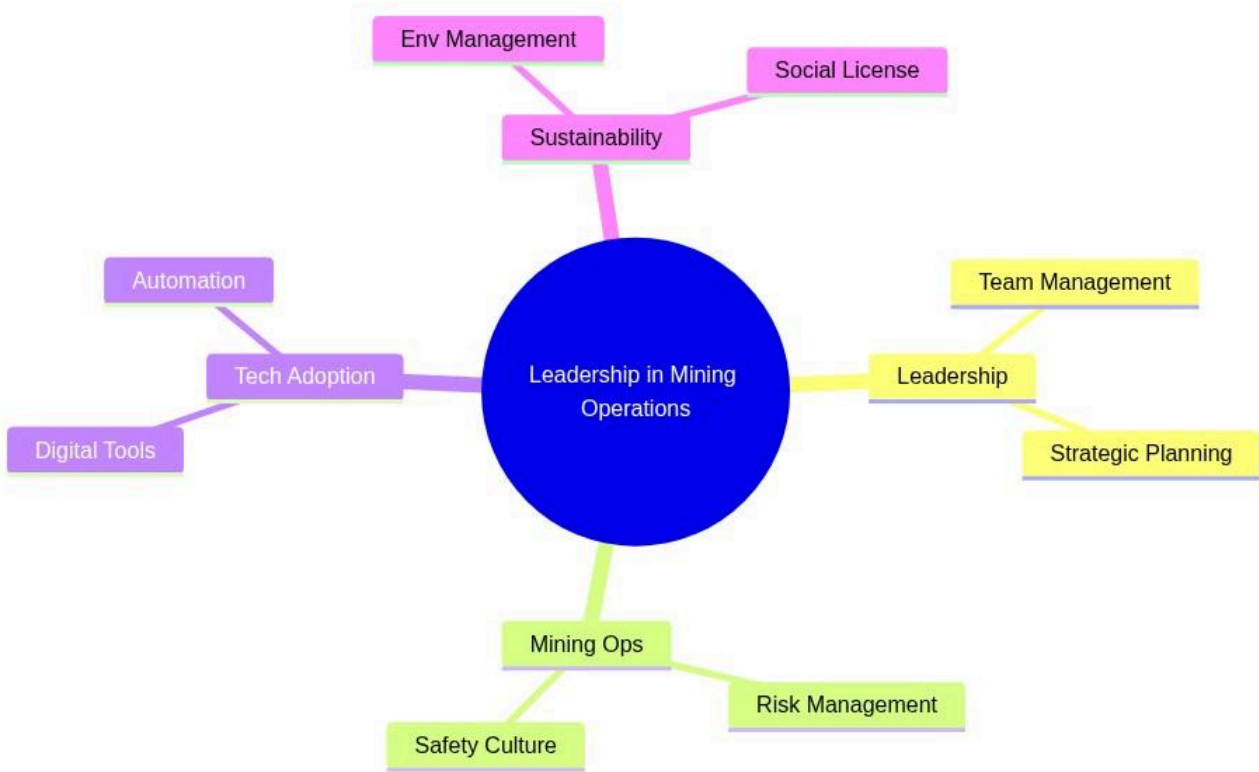 Env Management
Social License
Sustainability
Automation
Team Management
Tech Adoption
Leadership in Mining
Operations
Leadership
Digital Tools
Strategic Planning
Mining Ops
Risk Management
Safety Culture